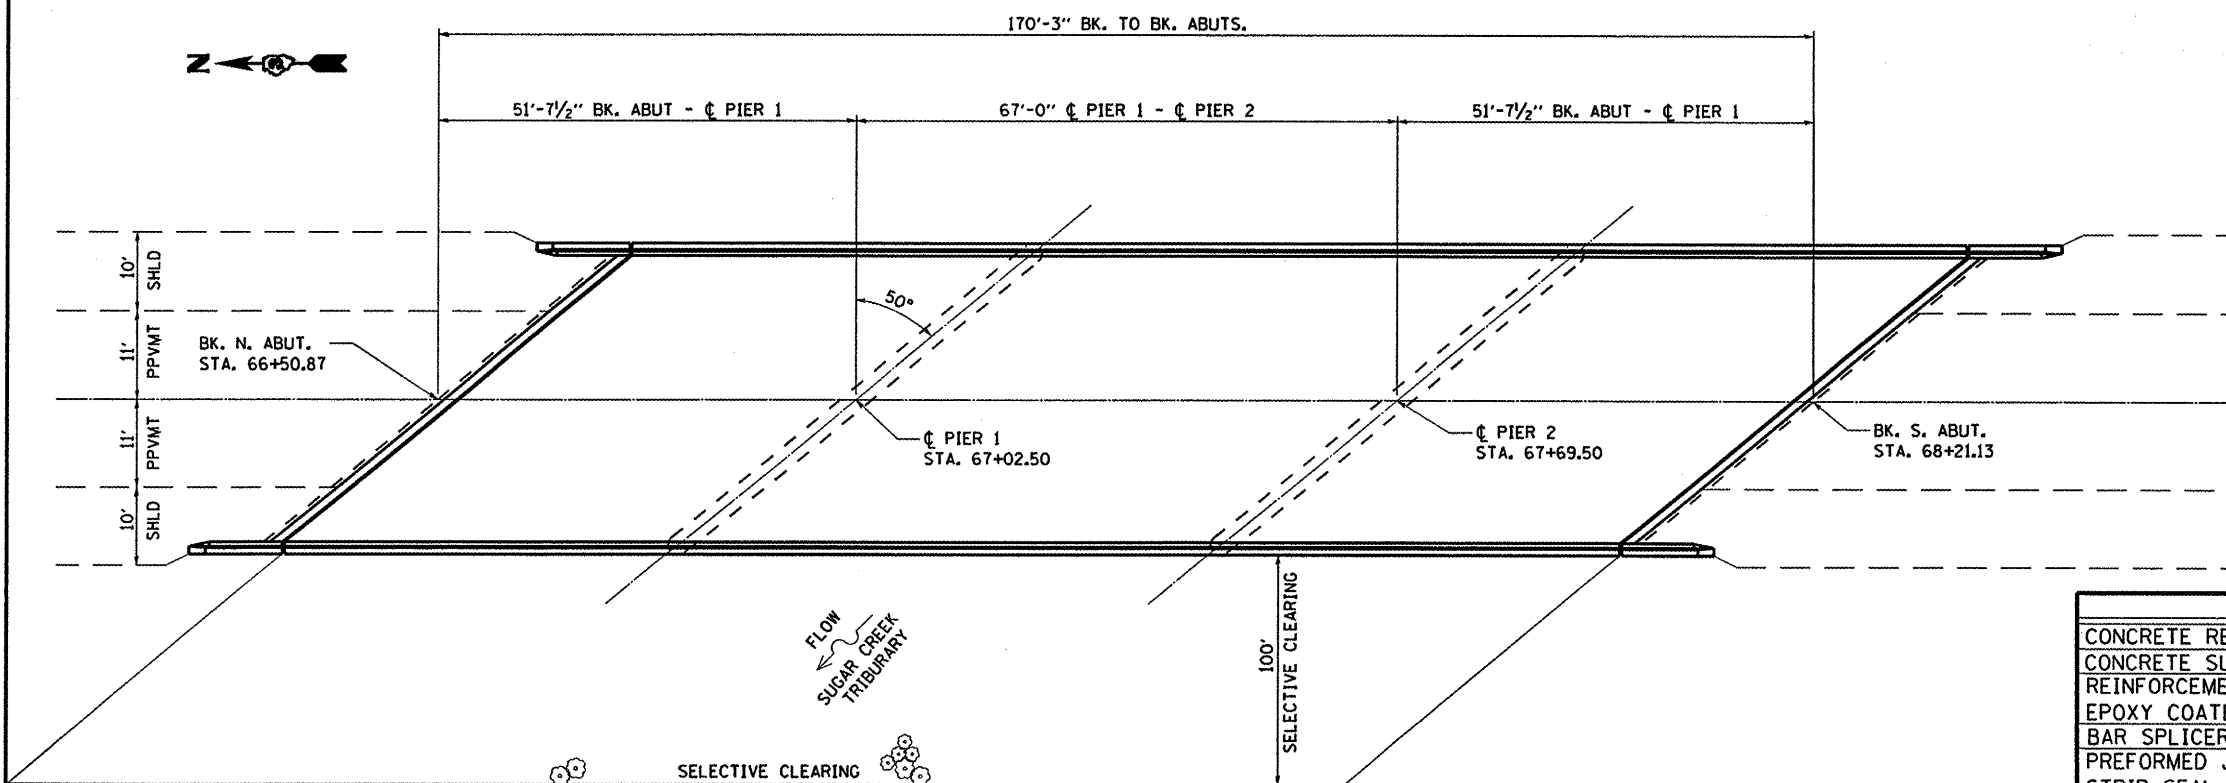 170'-3" BK. TO BK. ABUTS.
N
51'-7½" BK. ABUT - ℄ PIER 1
67'-0" ℄ PIER 1 - ℄ PIER 2
51'-7½" BK. ABUT - ℄ PIER 1
10'
SHLD
11'
PPVMT
11'
PPVMT
10'
SHLD
50°
BK. N. ABUT.
STA. 66+50.87
℄ PIER 1
STA. 67+02.50
℄ PIER 2
STA. 67+69.50
BK. S. ABUT.
STA. 68+21.13
FLOW
SUGAR CREEK
TRIBURARY
100'
SELECTIVE CLEARING
SELECTIVE CLEARING
CONCRETE RE
CONCRETE SL
REINFORCEME
EPOXY COAT
BAR SPLICER
PREFORMED J